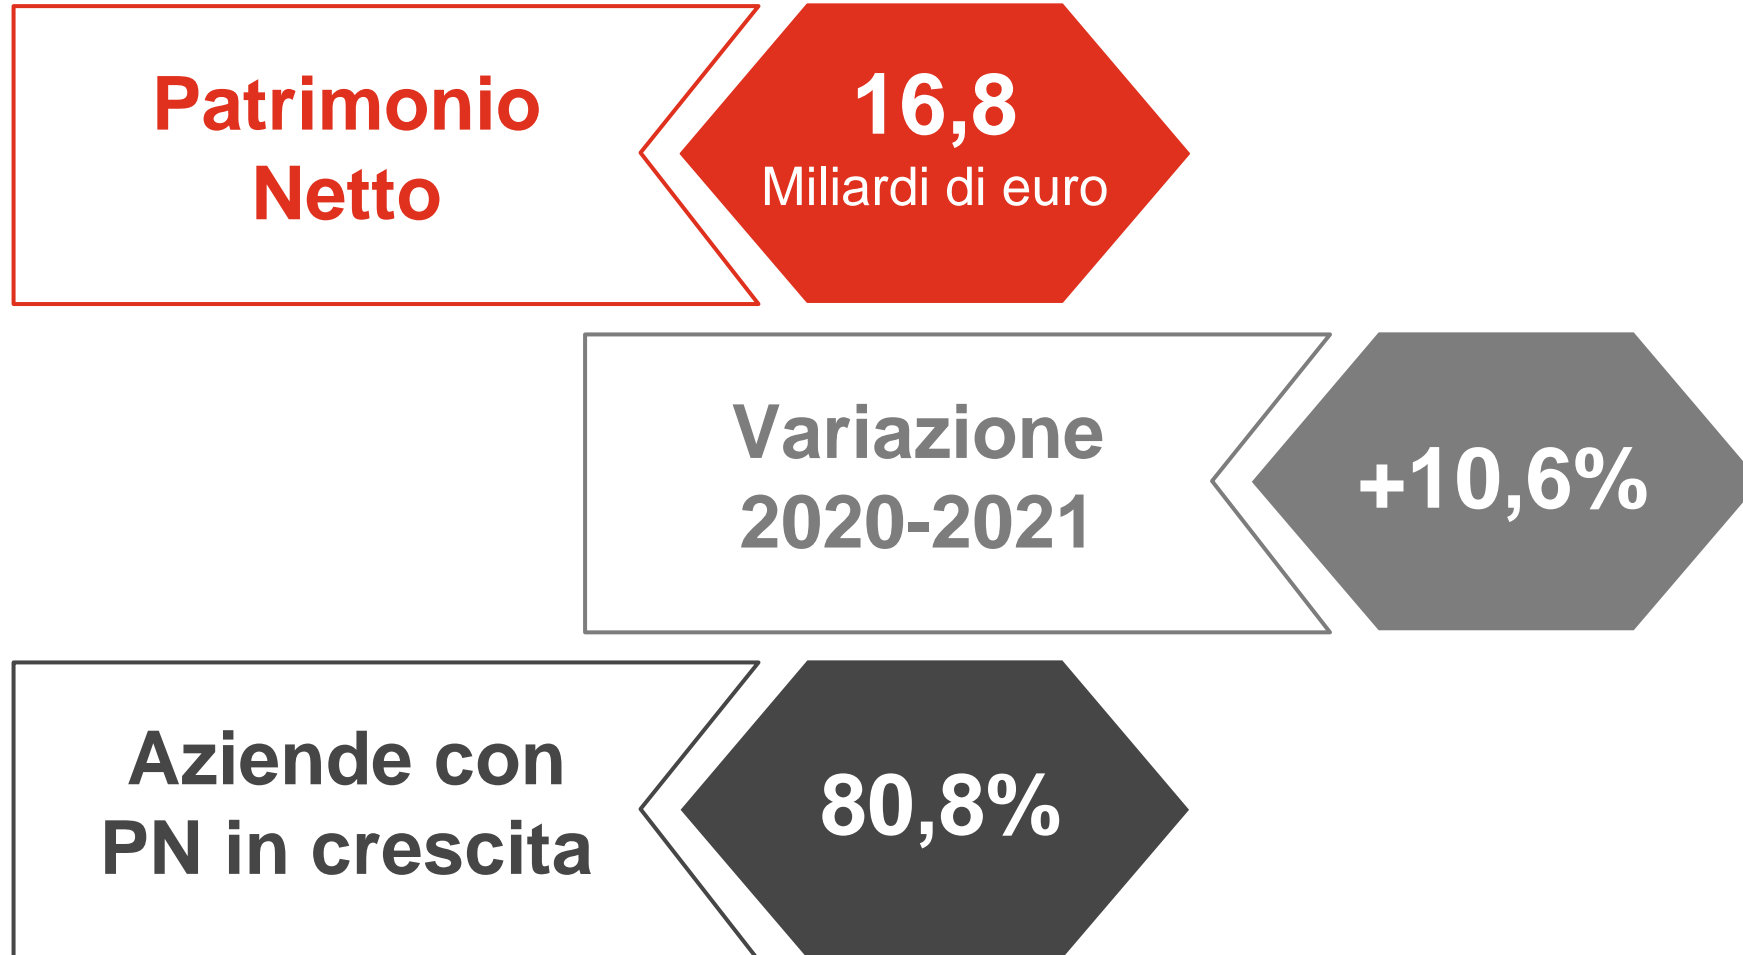 Patrimonio
Netto
16,8
Miliardi di euro
Variazione
2020-2021
+10,6%
Aziende con
PN in crescita
80,8%